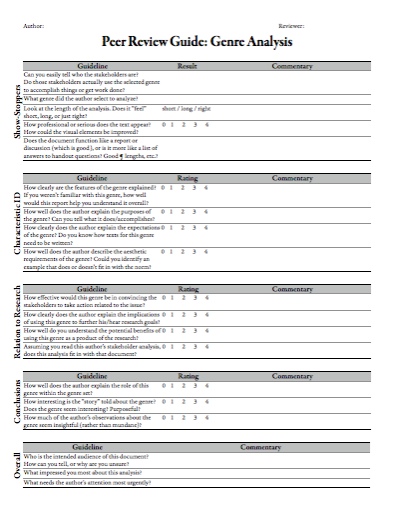 Author:
Reviewer:
Peer Review Guide: Genre Analysis
Show-Stoppers
Guideline Result Commentary
Can you easily tell who the stakeholders are?
Do those stakeholders actually use the selected genre
to accomplish things or get work done?
What genre did the author select to analyze?
Look at the length of the analysis. Does it "feel" short / long / right
short, long, or just right?
How professional or serious does the text appear? 0 1 2 3 4
How could the visual elements be improved?
Does the document function like a report or
discussion (which is good), or is it more like a list of
answers to handout questions? Good ¶ lengths, etc.?
Characteristic ID
Guideline Rating Commentary
How clearly are the features of the genre explained? 0 1 2 3 4
If you weren't familiar with this genre, how well
would this report help you understand it overall?
How well does the author explain the purposes of 0 1 2 3 4
the genre? Can you tell what it does/accomplishes?
How clearly does the author explain the expectations 0 1 2 3 4
of the genre? Do you know how texts for this genre
need to be written?
How well does the author describe the aesthetic 0 1 2 3 4
requirements of the genre? Could you identify an
example that does or doesn't fit in with the norm?
Relation to Research
Guideline Rating Commentary
How effective would this genre be in convincing the 0 1 2 3 4
stakeholders to take action related to the issue?
How clearly does the author explain the implications 0 1 2 3 4
of using this genre to further his/her research goals?
How well do you understand the potential benefits of 0 1 2 3 4
using this genre as a product of the research?
Assuming you read this author's stakeholder analysis, 0 1 2 3 4
does this analysis fit in with that document?
Conclusions
Guideline Rating Commentary
How well does the author explain the role of this 0 1 2 3 4
genre within the genre set?
How interesting is the "story" told about the genre? 0 1 2 3 4
Does the genre seem interesting? Purposeful?
How much of the author's observations about the 0 1 2 3 4
genre seem insightful (rather than mundane)?
Overall
Guideline Commentary
Who is the intended audience of this document?
How can you tell, or why are you unsure?
What impressed you most about this analysis?
What needs the author's attention most urgently?